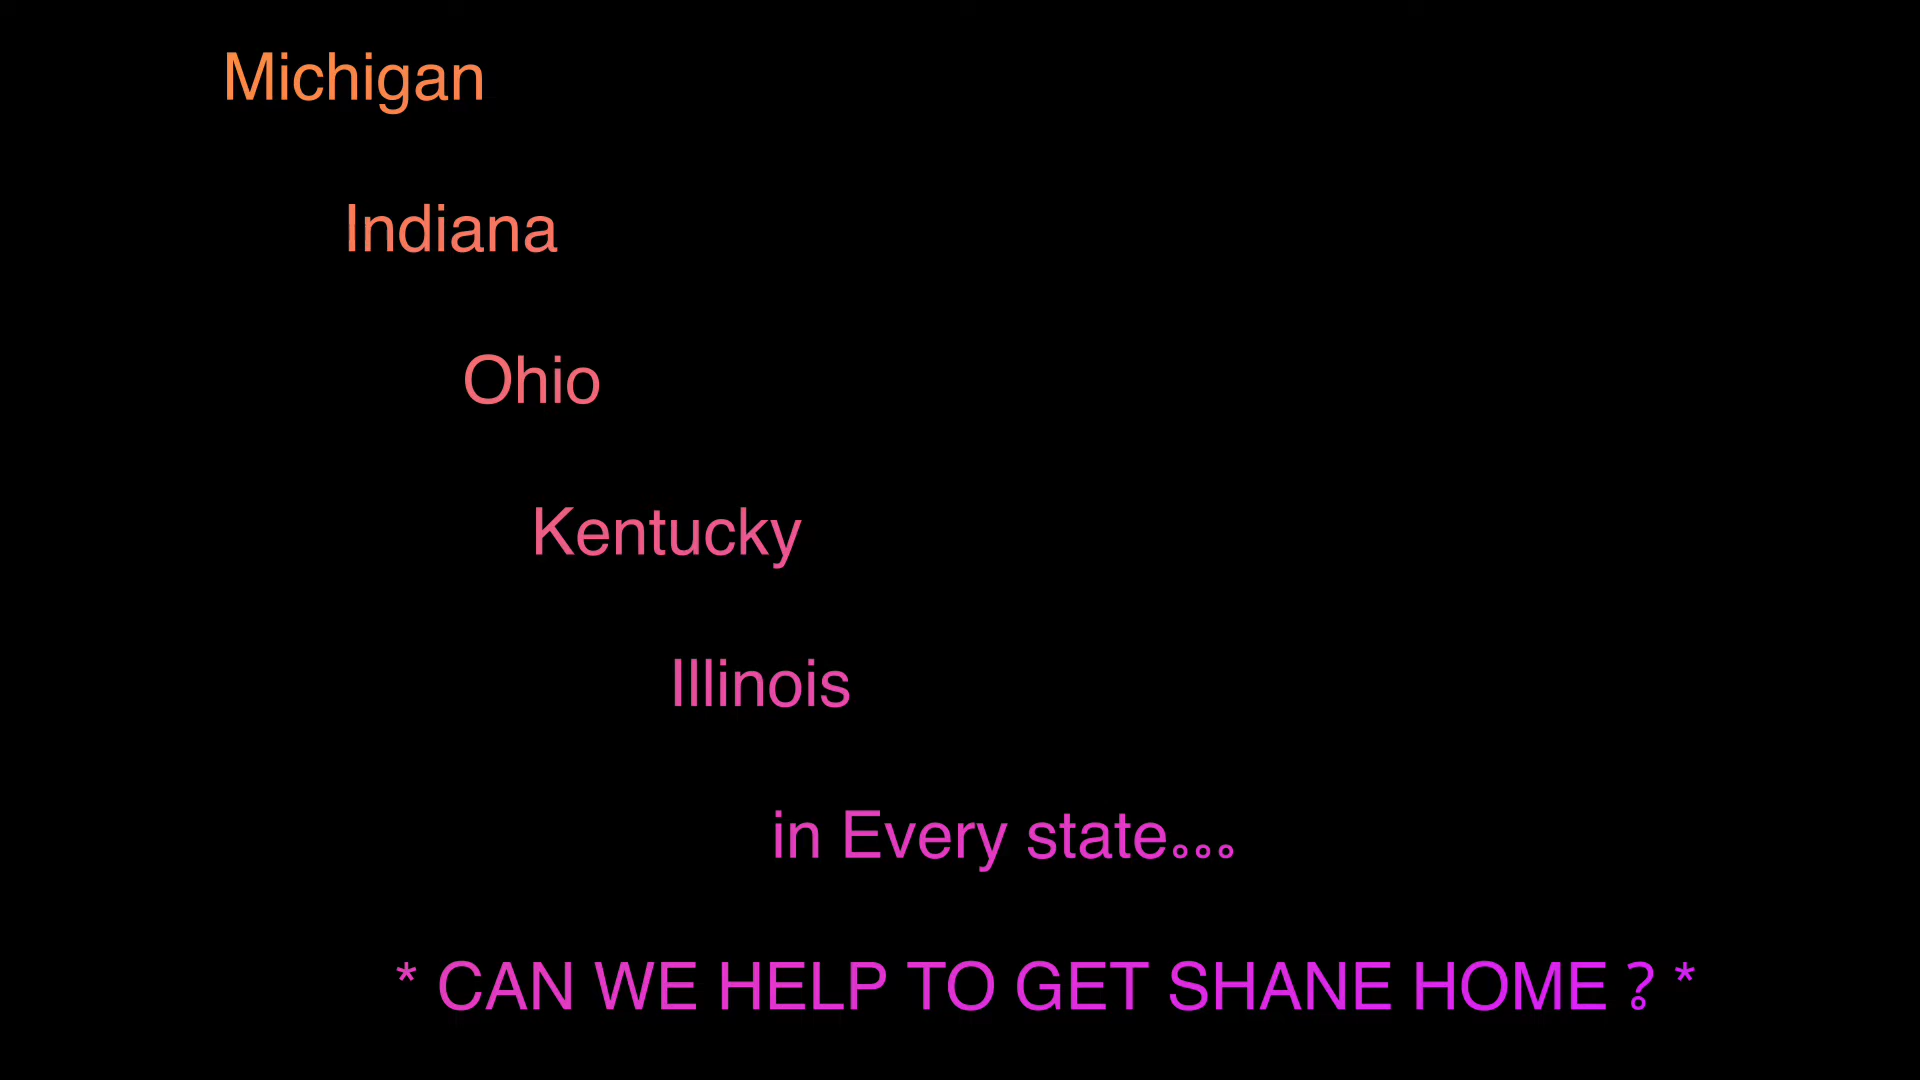 Michigan
Indiana
Ohio
Kentucky
Illinois
in Every state...
* CAN WE HELP TO GET SHANE HOME ? *